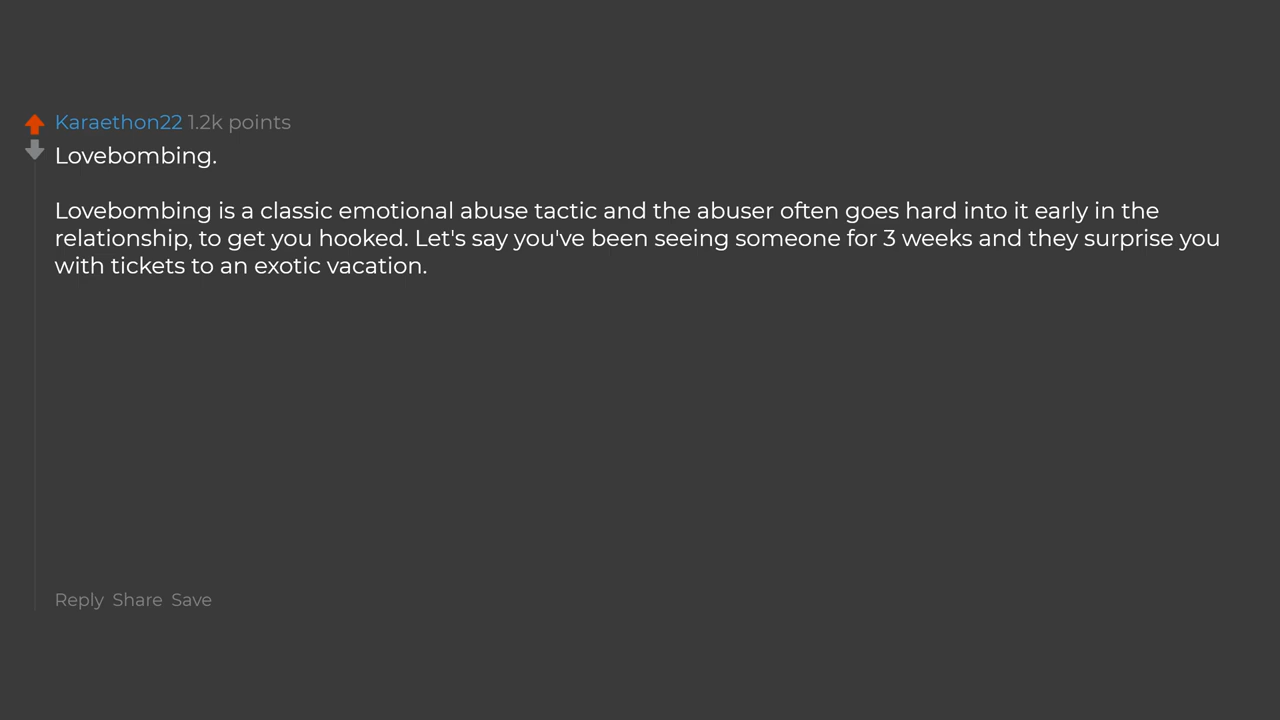 Karaethon22 1.2k points
Lovebombing.
Lovebombing is a classic emotional abuse tactic and the abuser often goes hard into it early in the
relationship, to get you hooked. Let's say you've been seeing someone for 3 weeks and they surprise you
with tickets to an exotic vacation.
Reply Share Save